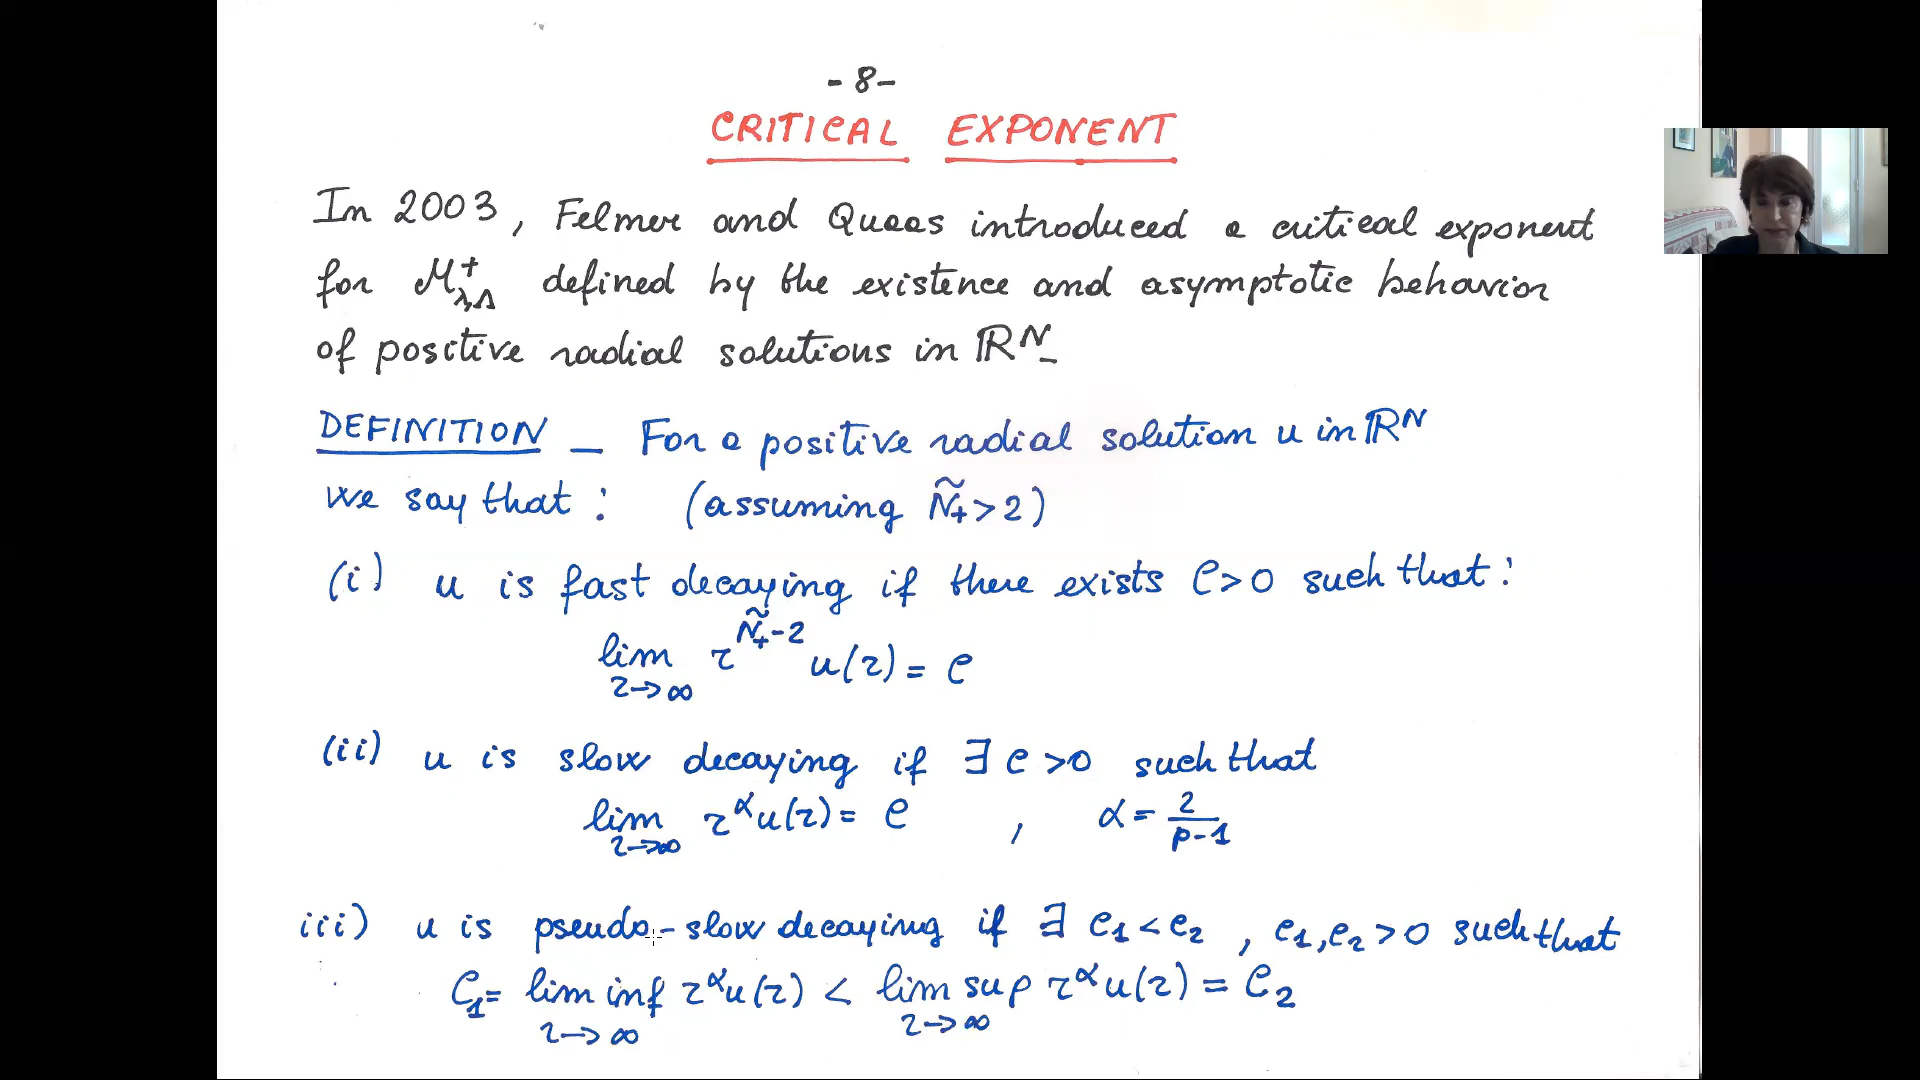 - 8 -
CRITICAL EXPONENT
In 2003, Felmer and Quaas introduced a critical exponent
for M⁺λ,Λ defined by the existence and asymptotic behavior
of positive radial solutions in ℝᴺ_
DEFINITION _ For a positive radial solution u in ℝᴺ
we say that : (assuming Ñ₊ > 2)
(i) u is fast decaying if there exists C > 0 such that :
lim r→∞ r^(Ñ₊-2) u(r) = C
(ii) u is slow decaying if ∃ C > 0 such that
lim r→∞ r^α u(r) = C , α = 2/(p-1)
iii) u is pseudo-slow decaying if ∃ C₁ < C₂ , C₁, C₂ > 0 such that
C₁ = lim inf r→∞ r^α u(r) < lim sup r→∞ r^α u(r) = C₂